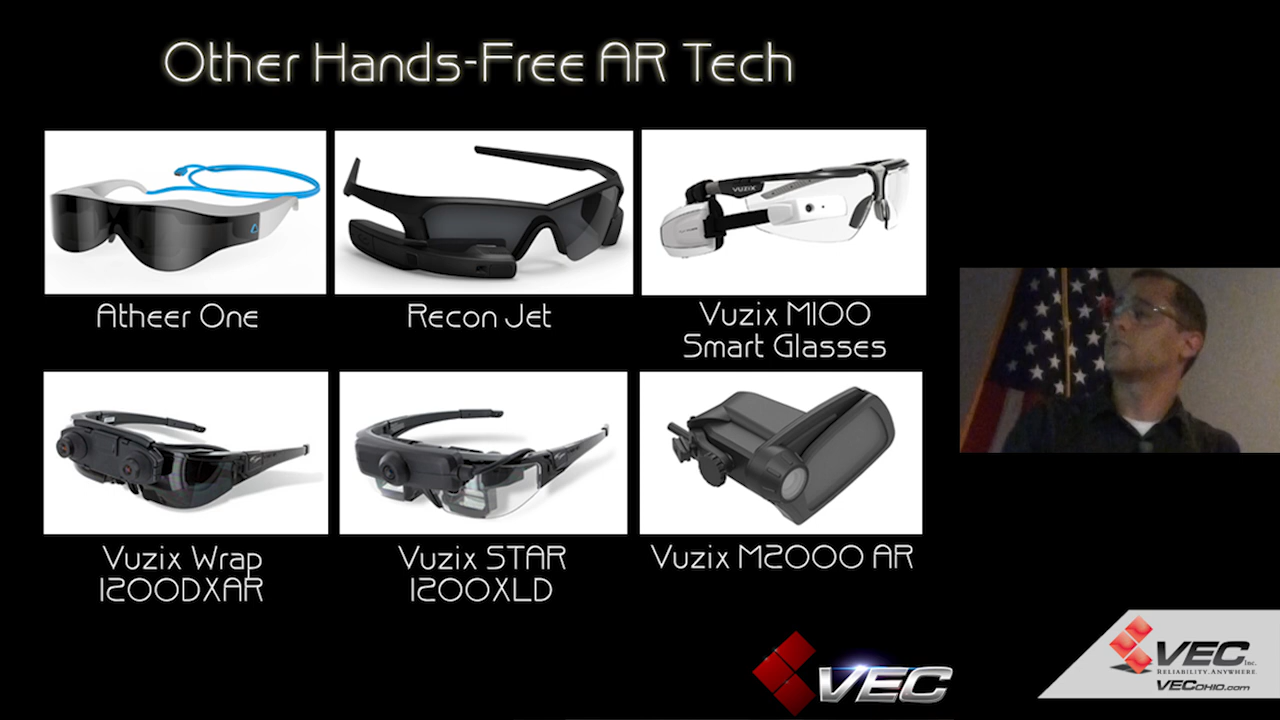 Other Hands-Free AR Tech
VUZIX
Atheer One
Recon Jet
Vuzix M100
Smart Glasses
Vuzix Wrap
1200DXAR
Vuzix STAR
1200XLD
Vuzix M2000 AR
VEC
VEC Inc.
RELIABILITY. ANYWHERE.
VECOHIO.com